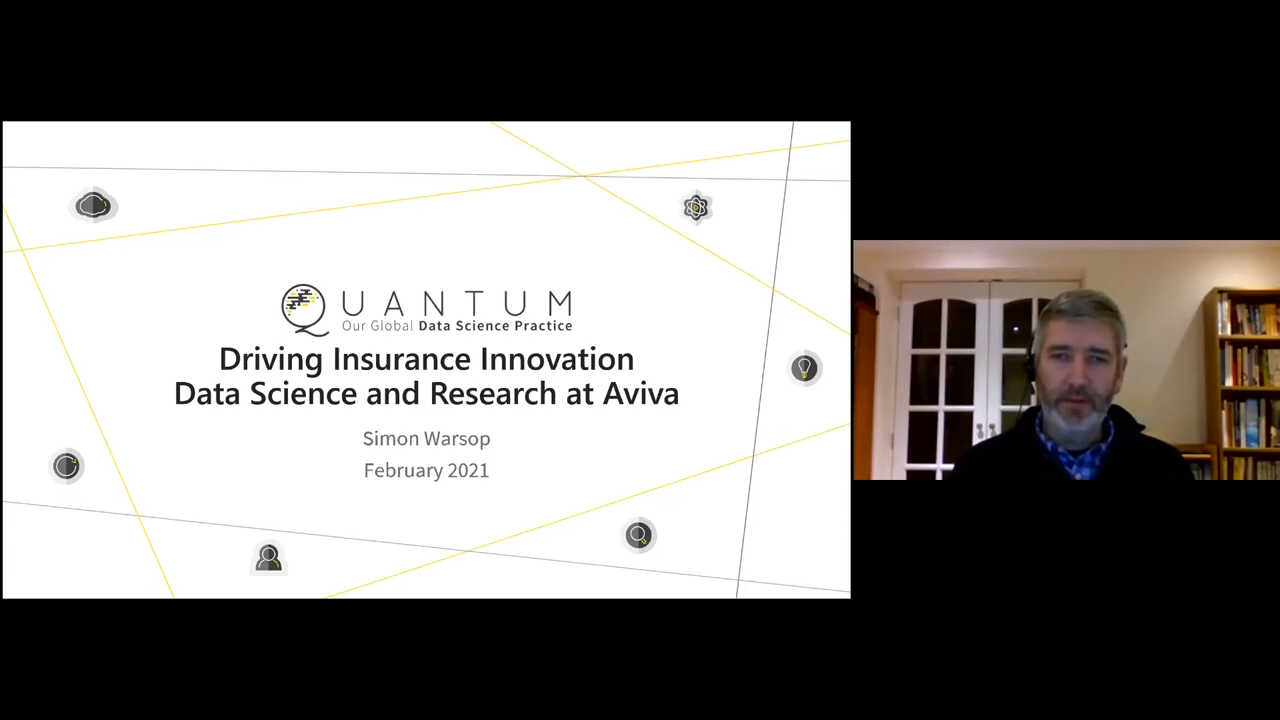 QUANTUM
Our Global Data Science Practice
Driving Insurance Innovation
Data Science and Research at Aviva
Simon Warsop
February 2021